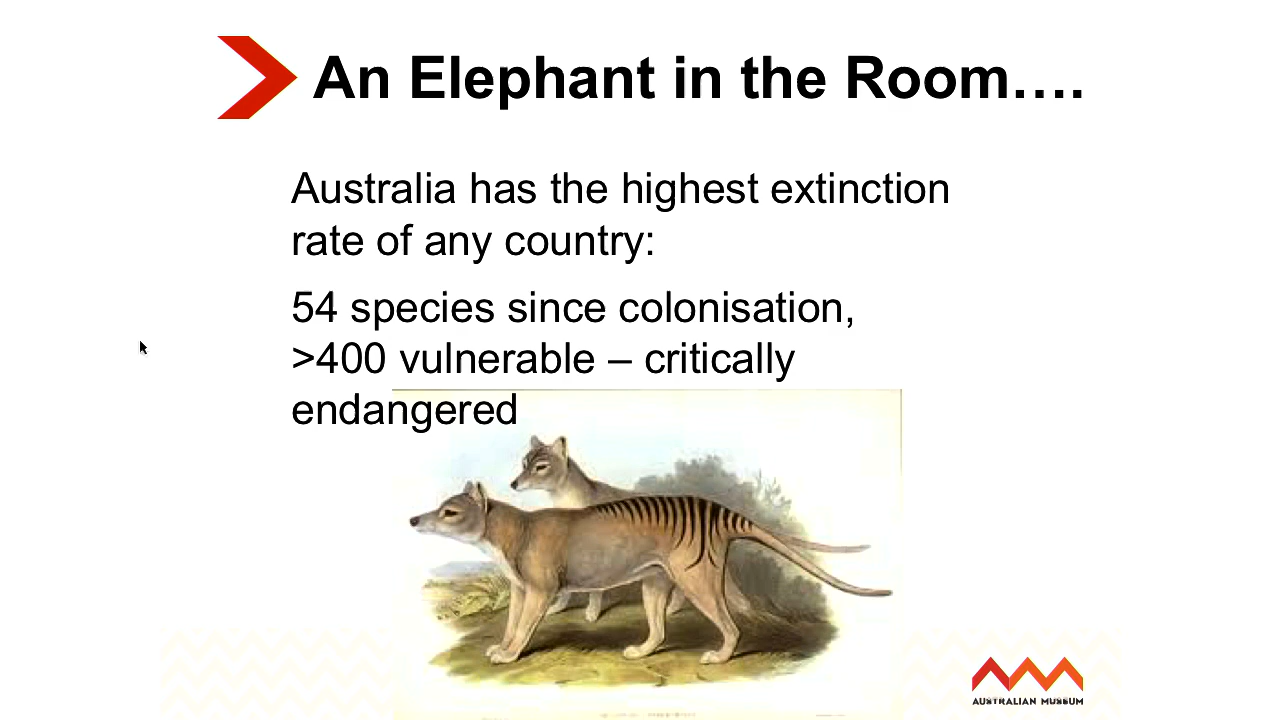 An Elephant in the Room….
Australia has the highest extinction
rate of any country:
54 species since colonisation,
>400 vulnerable – critically
endangered
AUSTRALIAN MUSEUM